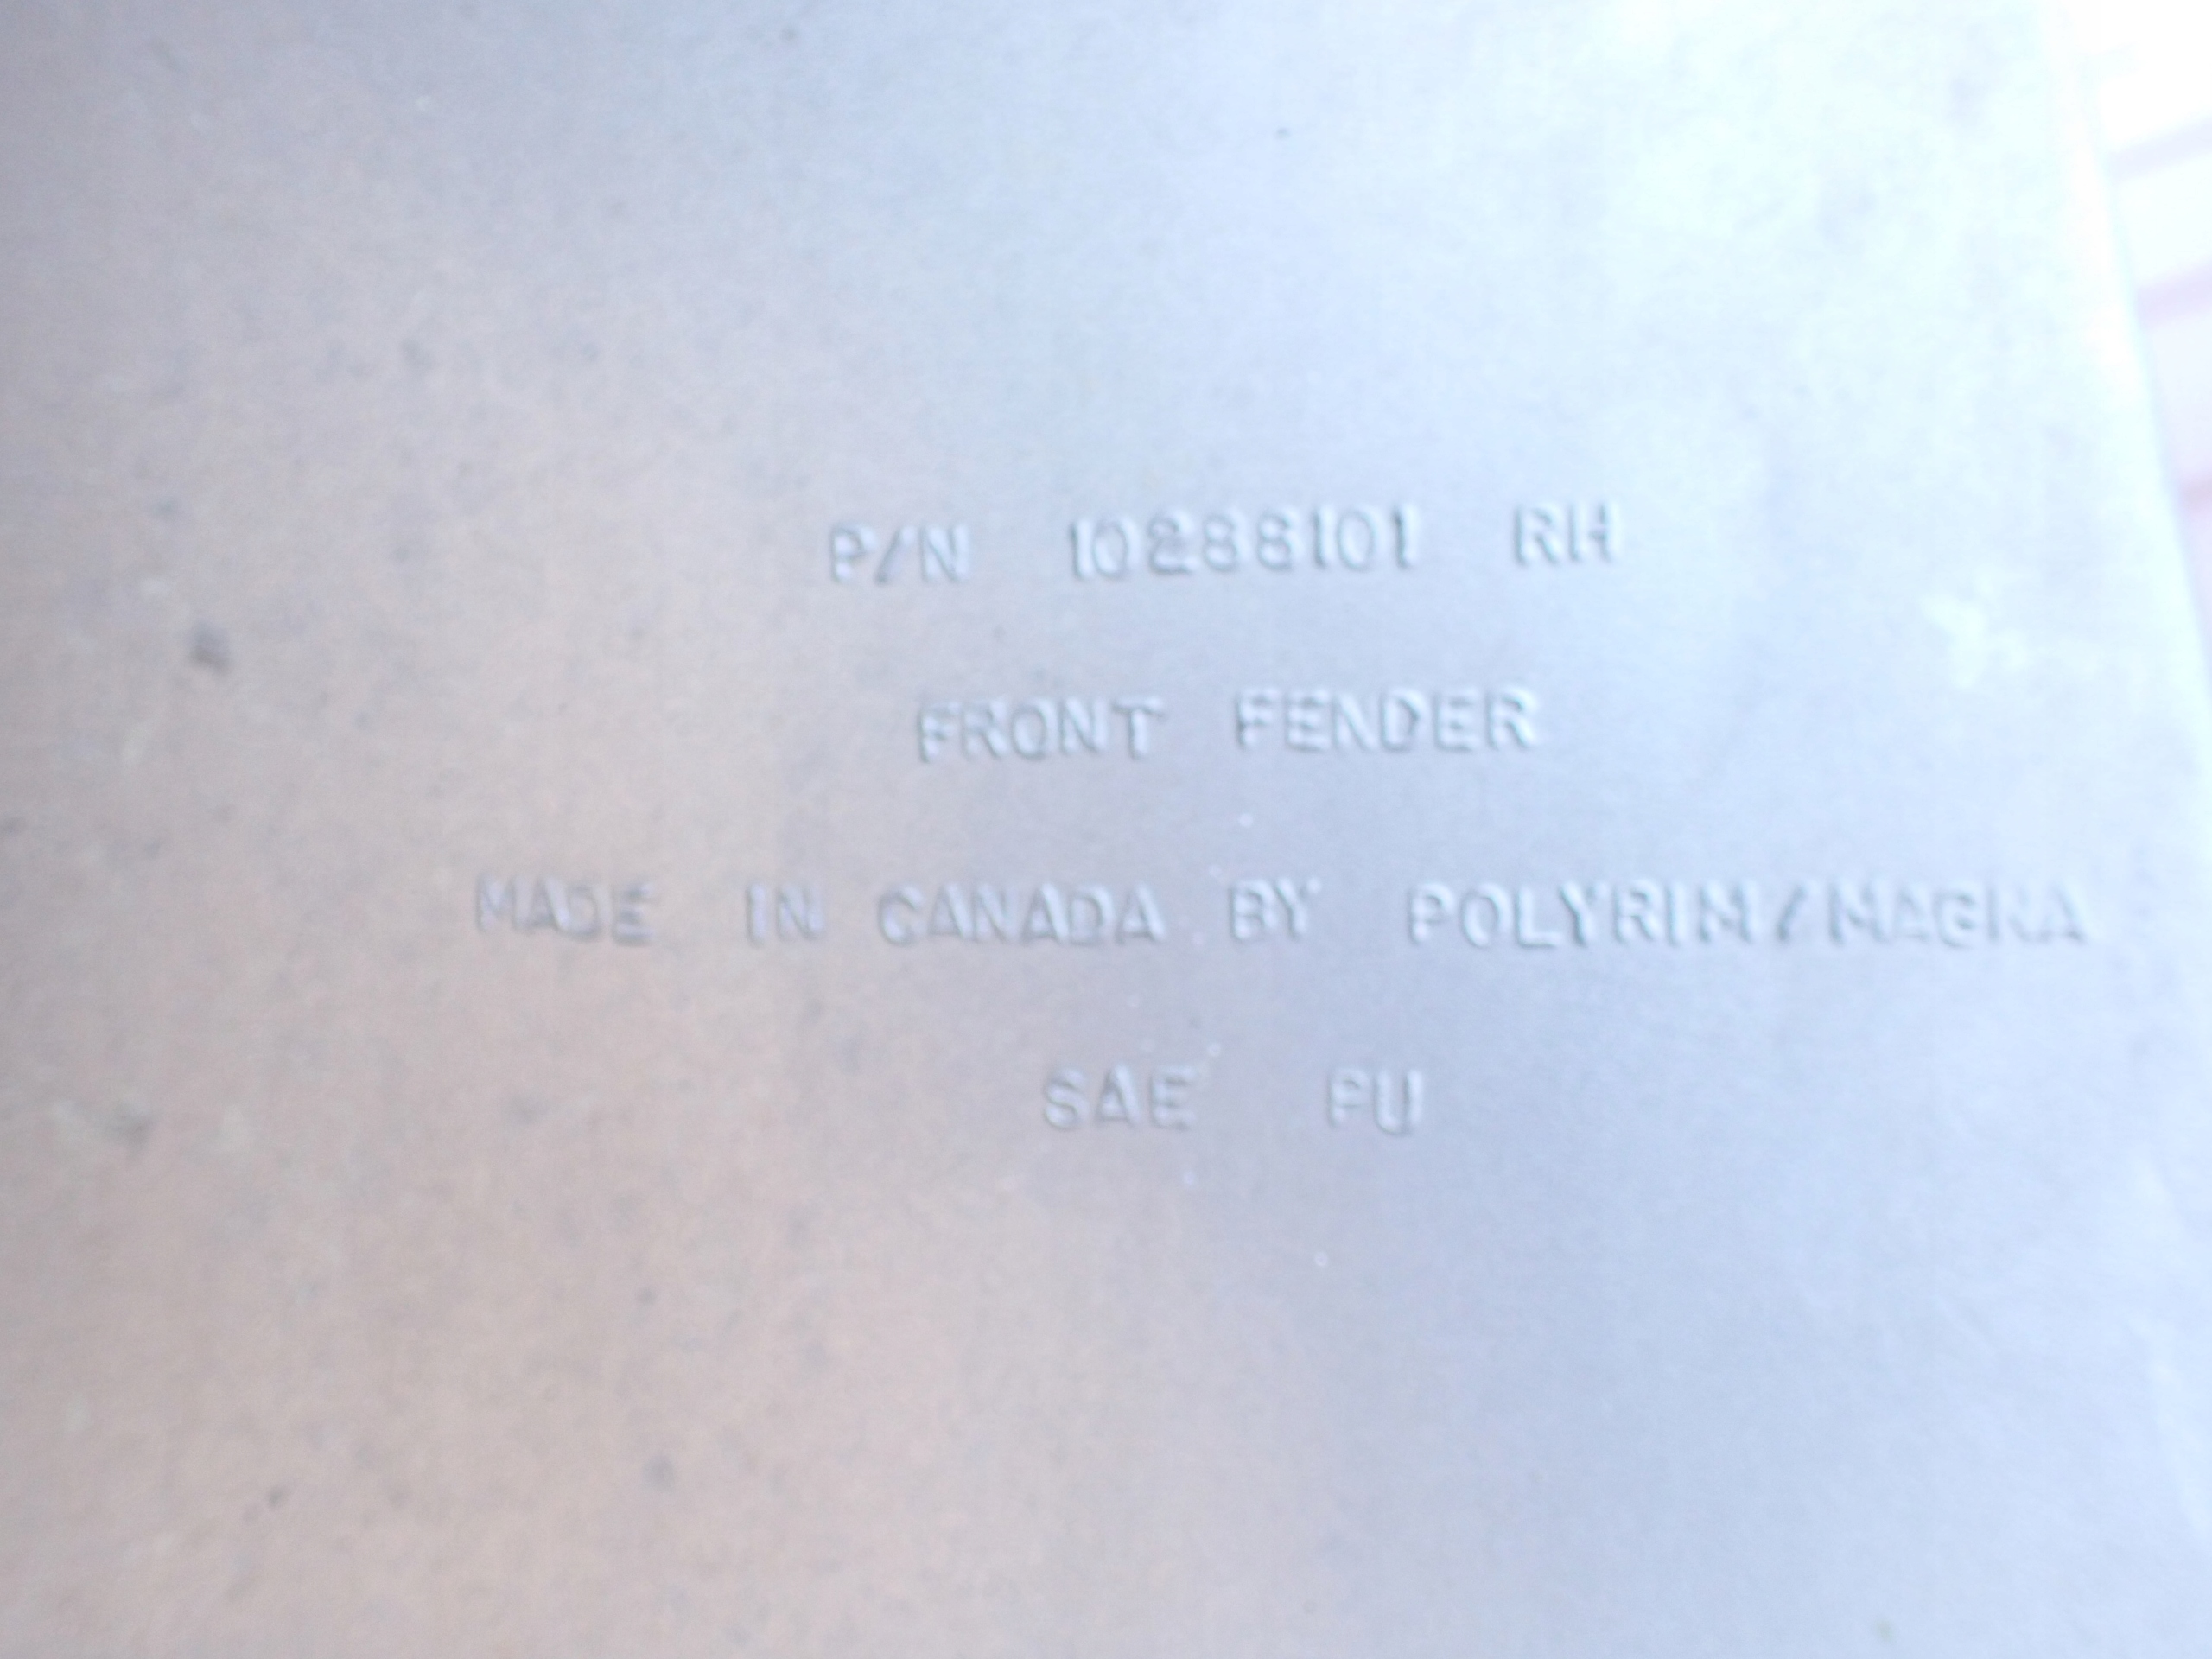 P/N 10288101 RH
FRONT FENDER
MADE IN CANADA BY POLYRIM/MAGNA
SAE PU